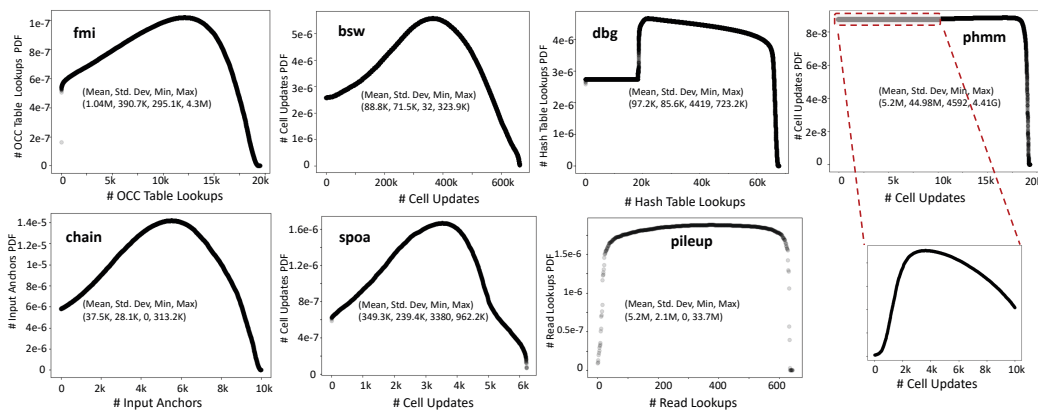 fmi
# OCC Table Lookups PDF
1.0e-7
8e-7
6e-7
4e-7
2e-7
0
(Mean, Std. Dev, Min, Max)
(1.04M, 390.7K, 295.1K, 4.3M)
0
5k
12k
15k
20k
# OCC Table Lookups
bsw
# Cell Updates PDF
5e-6
4e-6
3e-6
2e-6
1e-6
0
(Mean, Std. Dev, Min, Max)
(88.8K, 71.5K, 32, 323.9K)
0
200k
400k
600k
# Cell Updates
dbg
# Hash Table Lookups PDF
4e-6
3e-6
2e-6
1e-6
0
(Mean, Std. Dev, Min, Max)
(97.2K, 85.6K, 4419, 723.2K)
0
20k
40k
60k
# Hash Table Lookups
phmm
# Cell Updates PDF
8e-8
6e-8
4e-8
2e-8
0
(Mean, Std. Dev, Min, Max)
(5.2M, 44.98M, 4592, 4.41G)
0
5k
10k
15k
20k
# Cell Updates
chain
# Input Anchors PDF
1.4e-5
1.2e-5
1e-5
8e-6
6e-6
4e-6
2e-6
0
(Mean, Std. Dev, Min, Max)
(37.5K, 28.1K, 0, 313.2K)
0
2k
4k
6k
8k
10k
# Input Anchors
spoa
# Cell Updates PDF
1.6e-6
1.2e-6
8e-7
4e-7
0
(Mean, Std. Dev, Min, Max)
(349.3K, 239.4K, 3380, 962.2K)
0
1k
2k
3k
4k
5k
6k
# Cell Updates
pileup
# Read Lookups PDF
1.5e-6
1e-6
0.5e-7
0
(Mean, Std. Dev, Min, Max)
(5.2M, 2.1M, 0, 33.7M)
0
200
400
600
# Read Lookups
0
2k
4k
6k
8k
10k
# Cell Updates